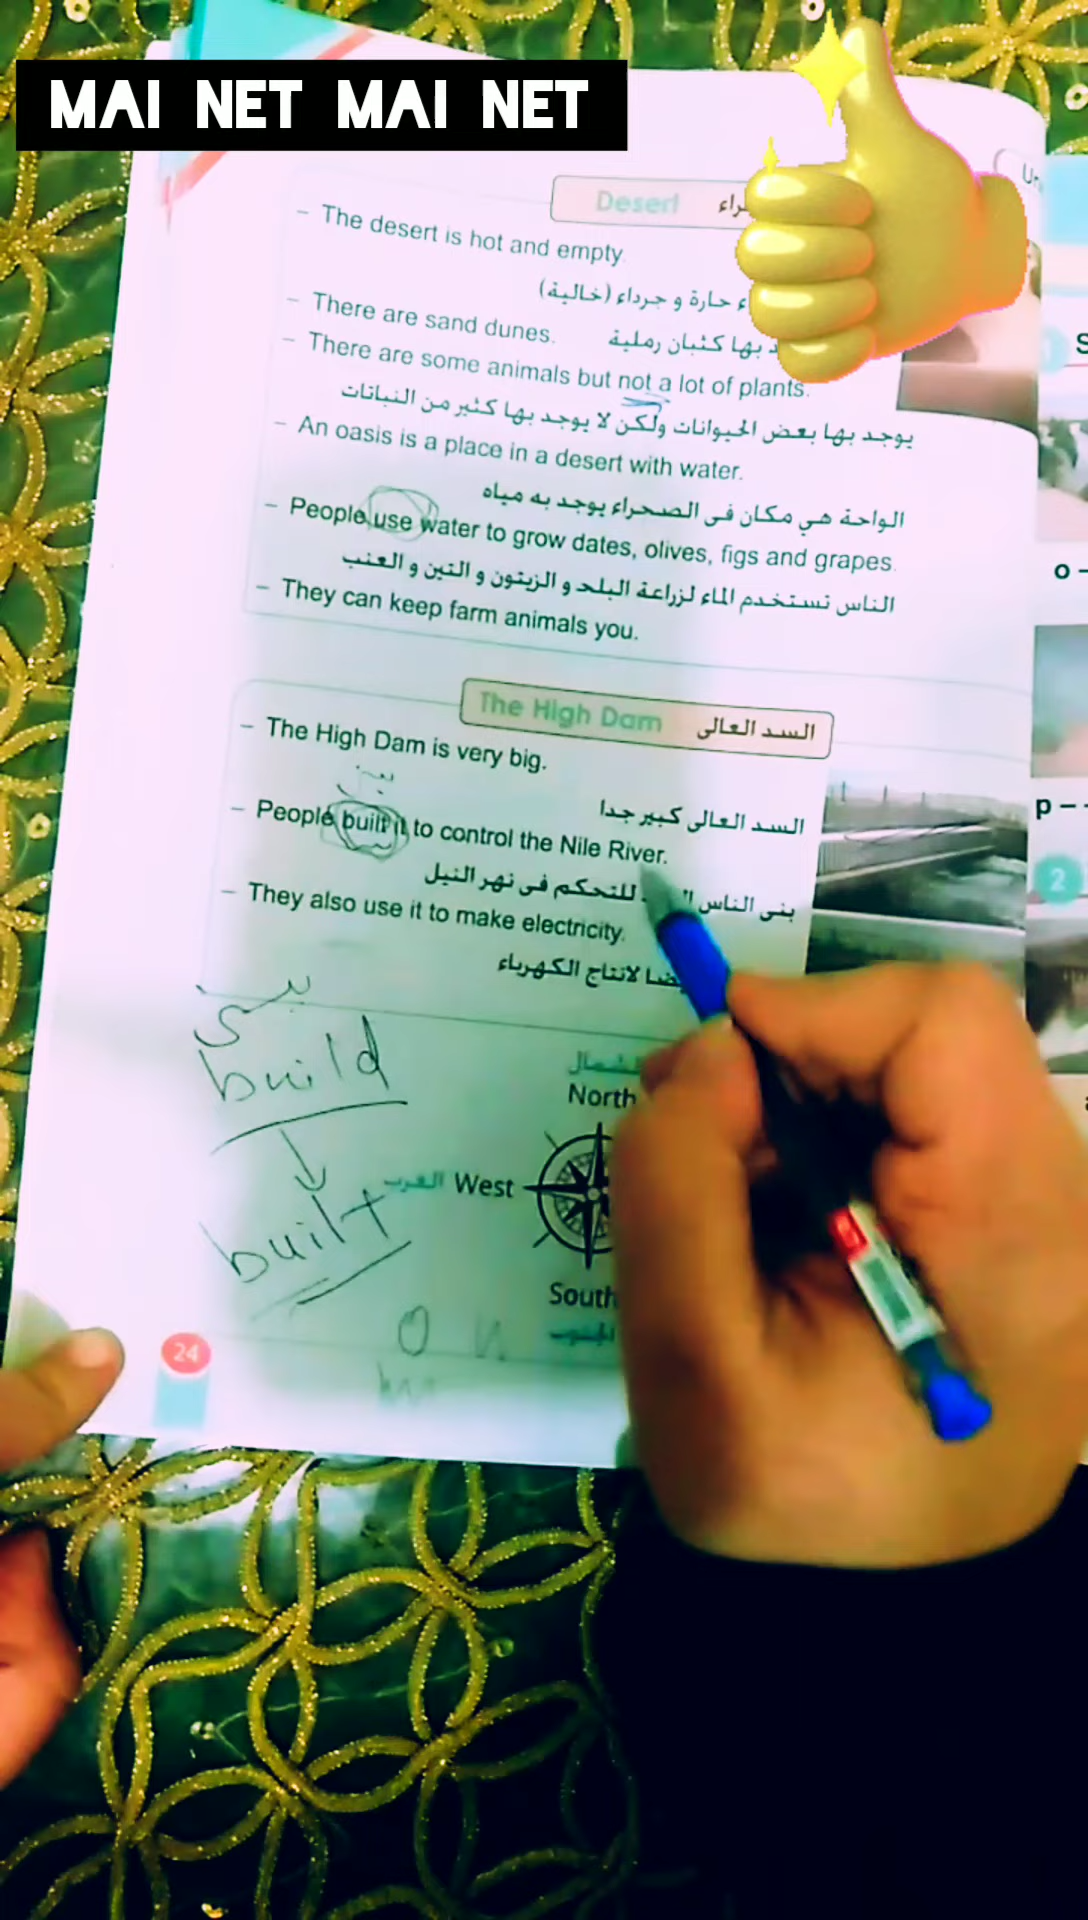 MAI NET MAI NET
Desert
– The desert is hot and empty.
حارة و جرداء (خالية)
– There are sand dunes. بها كثبان رملية
– There are some animals but not a lot of plants.
يوجد بها بعض الحيوانات ولكن لا يوجد بها كثير من النباتات
– An oasis is a place in a desert with water.
الواحة هي مكان فى الصحراء يوجد به مياه
– People use water to grow dates, olives, figs and grapes.
الناس تستخدم الماء لزراعة البلح و الزيتون و التين و العنب
– They can keep farm animals you.
The High Dam السد العالى
– The High Dam is very big.
السد العالى كبير جدا
– People built it to control the Nile River.
بنى الناس للتحكم فى نهر النيل
– They also use it to make electricity.
لانتاج الكهرباء
build
built
الشمال
North
الغرب West
South
الجنوب
24
p –
2